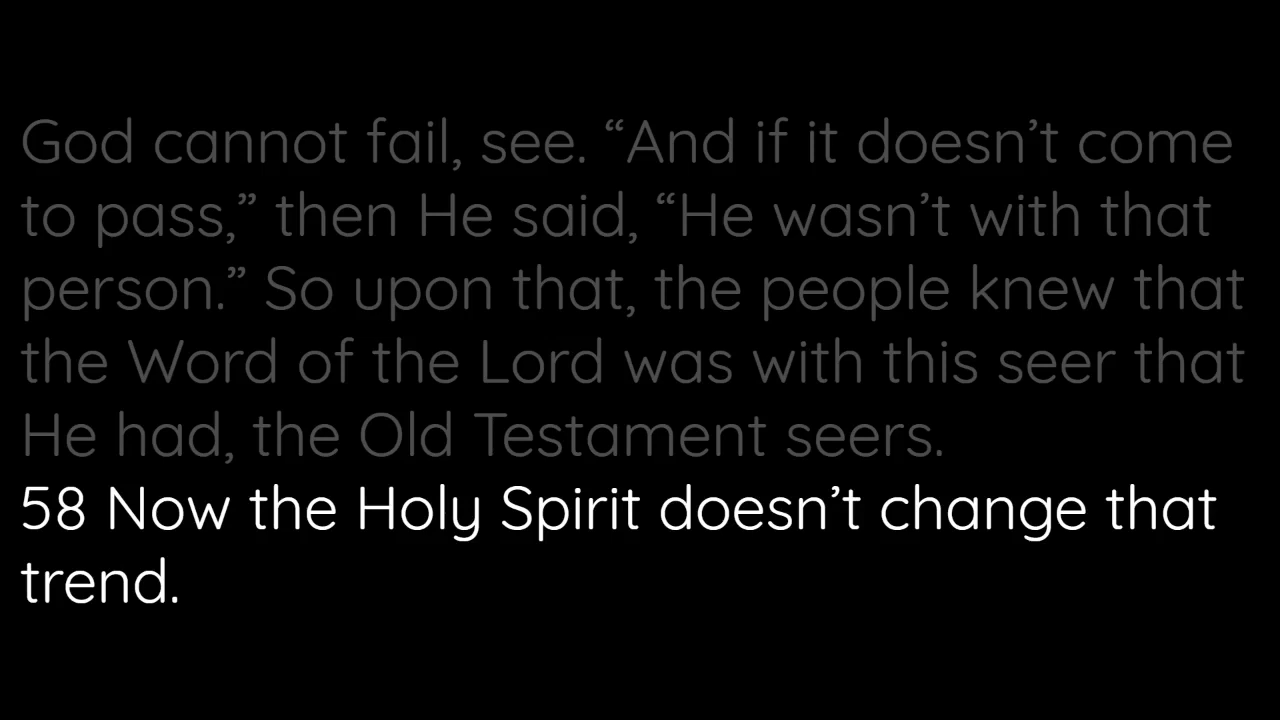 God cannot fail, see. “And if it doesn’t come
to pass,” then He said, “He wasn’t with that
person.” So upon that, the people knew that
the Word of the Lord was with this seer that
He had, the Old Testament seers.
58 Now the Holy Spirit doesn’t change that
trend.